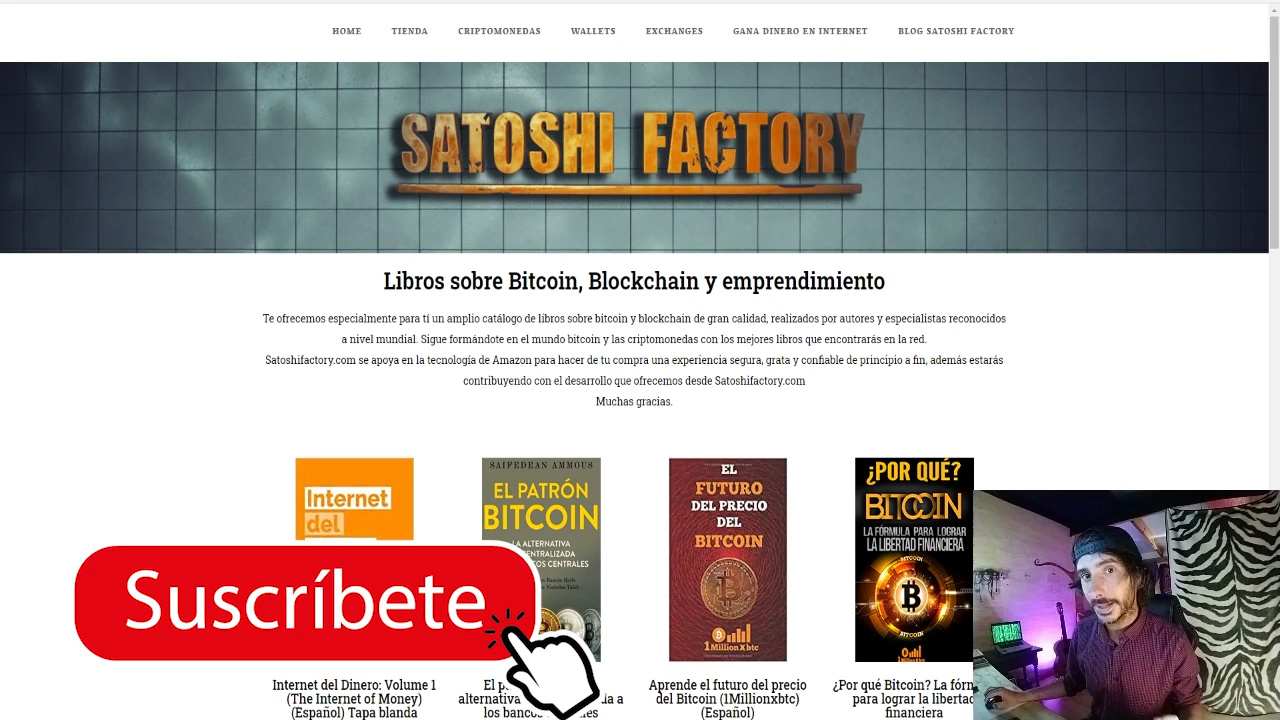 HOME TIENDA CRIPTOMONEDAS WALLETS EXCHANGES GANA DINERO EN INTERNET BLOG SATOSHI FACTORY
SATOSHI FACTORY
Libros sobre Bitcoin, Blockchain y emprendimiento
Te ofrecemos especialmente para tí un amplio catálogo de libros sobre bitcoin y blockchain de gran calidad, realizados por autores y especialistas reconocidos
a nivel mundial. Sigue formándote en el mundo bitcoin y las criptomonedas con los mejores libros que encontrarás en la red.
Satoshifactory.com se apoya en la tecnología de Amazon para hacer de tu compra una experiencia segura, grata y confiable de principio a fin, además estarás
contribuyendo con el desarrollo que ofrecemos desde Satoshifactory.com
Muchas gracias.
Internet
del
SAIFEDEAN AMMOUS
EL PATRÓN
BITCOIN
LA ALTERNATIVA
CENTRALES
EL
FUTURO
DEL PRECIO
DEL
BITCOIN
1MillionXbtc
¿POR QUÉ?
BITCOIN
LA FÓRMULA PARA LOGRAR
LA LIBERTAD FINANCIERA
BITCOIN
BITCOIN
Suscríbete
Internet del Dinero: Volume 1
(The Internet of Money)
(Español) Tapa blanda
El
alternativa a
los
Aprende el futuro del precio
del Bitcoin (1Millionxbtc)
(Español)
¿Por qué Bitcoin? La
para lograr la
financiera